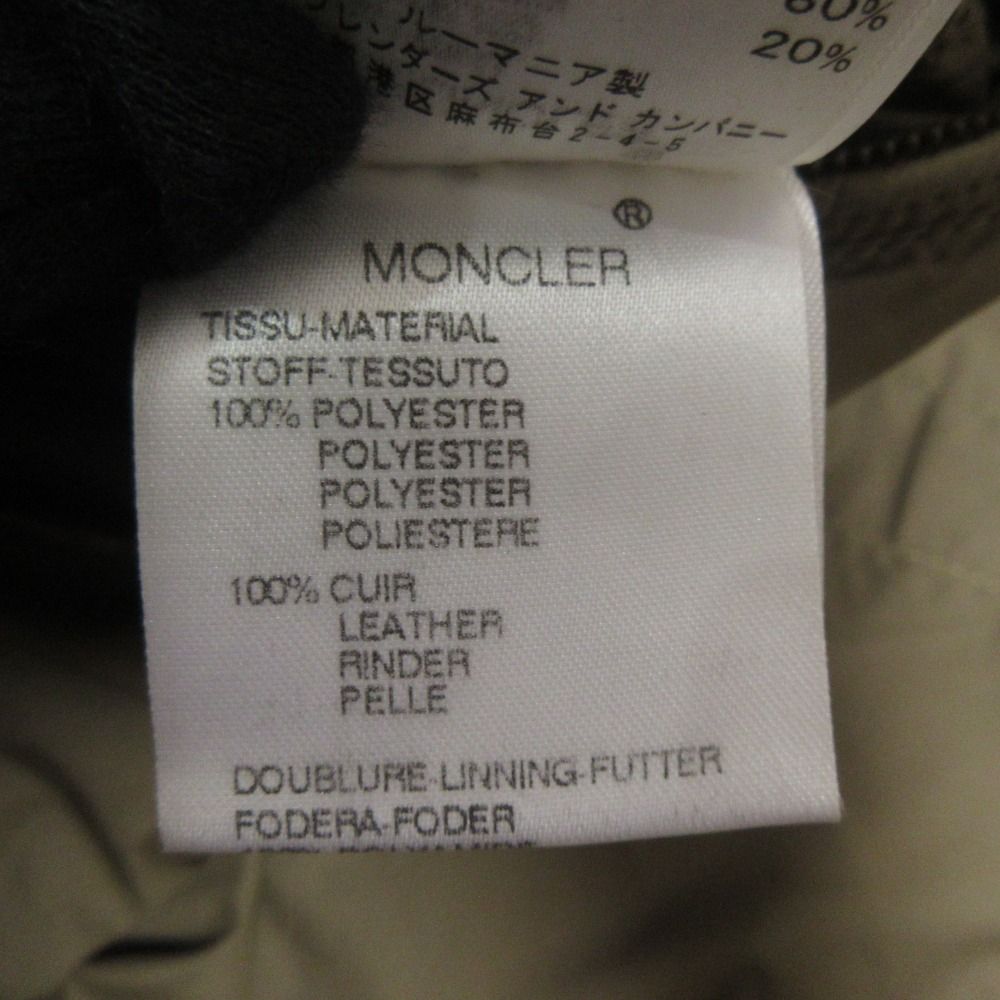 80%
20%
ルーマニア製
レンダーズ アンド カンパニー
港区麻布台2-4-5
®
MONCLER
TISSU-MATERIAL
STOFF-TESSUTO
100% POLYESTER
POLYESTER
POLYESTER
POLIESTERE
100% CUIR
LEATHER
RINDER
PELLE
DOUBLURE-LINNING-FUTTER
FODERA-FODER